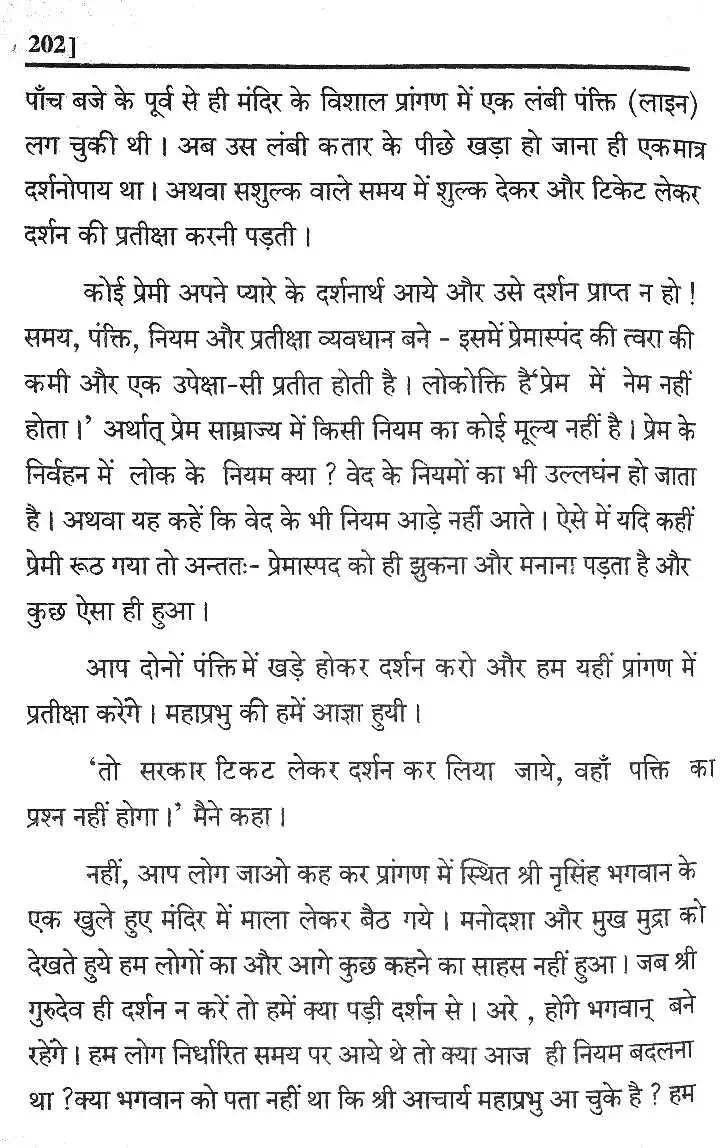 202]
पाँच बजे के पूर्व से ही मंदिर के विशाल प्रांगण में एक लंबी पंक्ति (लाइन)
लग चुकी थी । अब उस लंबी कतार के पीछे खड़ा हो जाना ही एकमात्र
दर्शनोपाय था । अथवा सशुल्क वाले समय में शुल्क देकर और टिकेट लेकर
दर्शन की प्रतीक्षा करनी पड़ती ।
कोई प्रेमी अपने प्यारे के दर्शनार्थ आये और उसे दर्शन प्राप्त न हो !
समय, पंक्ति, नियम और प्रतीक्षा व्यवधान बने - इसमें प्रेमास्पंद की त्वरा की
कमी और एक उपेक्षा-सी प्रतीत होती है । लोकोक्ति है‘प्रेम में नेम नहीं
होता ।’ अर्थात् प्रेम साम्राज्य में किसी नियम का कोई मूल्य नहीं है । प्रेम के
निर्वहन में लोक के नियम क्या ? वेद के नियमों का भी उल्लघंन हो जाता
है । अथवा यह कहें कि वेद के भी नियम आड़े नहीं आते । ऐसे में यदि कहीं
प्रेमी रूठ गया तो अन्ततः- प्रेमास्पद को ही झुकना और मनाना पड़ता है और
कुछ ऐसा ही हुआ ।
आप दोनों पंक्ति में खड़े होकर दर्शन करो और हम यहीं प्रांगण में
प्रतीक्षा करेंगे । महाप्रभु की हमें आज्ञा हुयी ।
‘तो सरकार टिकट लेकर दर्शन कर लिया जाये, वहाँ पक्ति का
प्रश्न नहीं होगा ।’ मैने कहा ।
नहीं, आप लोग जाओ कह कर प्रांगण में स्थित श्री नृसिंह भगवान के
एक खुले हुए मंदिर में माला लेकर बैठ गये । मनोदशा और मुख मुद्रा को
देखते हुये हम लोगों का और आगे कुछ कहने का साहस नहीं हुआ । जब श्री
गुरुदेव ही दर्शन न करें तो हमें क्या पड़ी दर्शन से । अरे , होंगे भगवान् बने
रहेंगे । हम लोग निर्धारित समय पर आये थे तो क्या आज ही नियम बदलना
था ?क्या भगवान को पता नहीं था कि श्री आचार्य महाप्रभु आ चुके है ? हम